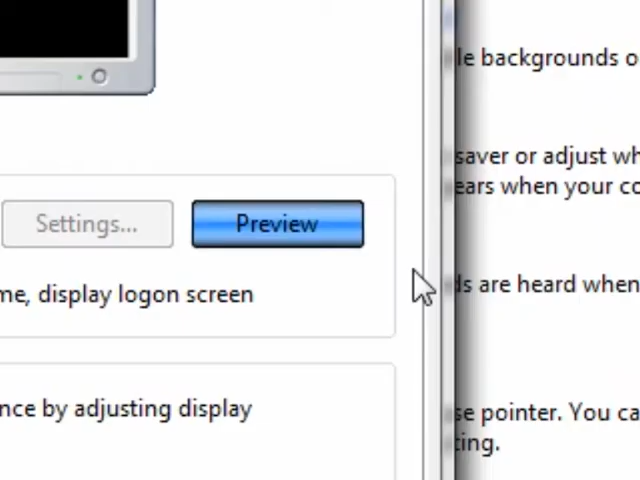 le backgrounds o
saver or adjust wh
ears when your co
Settings...
Preview
me, display logon screen
ds are heard when
nce by adjusting display
se pointer. You ca
ting.